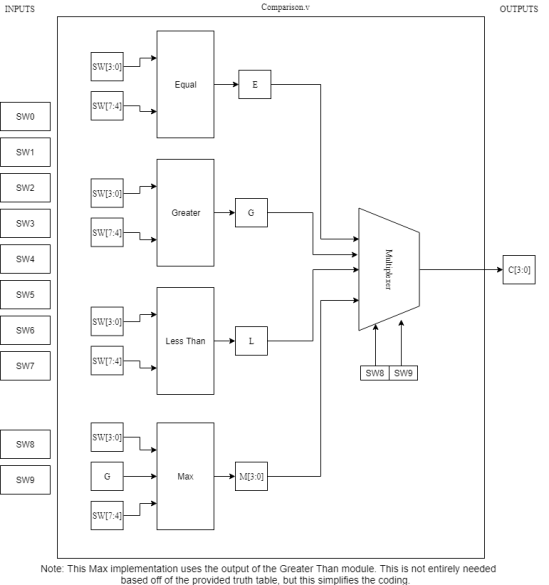 INPUTS
Comparison.v
OUTPUTS
SW[3:0]
SW[7:4]
Equal
E
SW0
SW1
SW2
SW3
SW4
SW5
SW6
SW7
SW8
SW9
SW[3:0]
SW[7:4]
Greater
G
SW[3:0]
SW[7:4]
Less Than
L
SW[3:0]
G
SW[7:4]
Max
M[3:0]
Multiplexer
SW8
SW9
C[3:0]
Note: This Max implementation uses the output of the Greater Than module. This is not entirely needed
based off of the provided truth table, but this simplifies the coding.